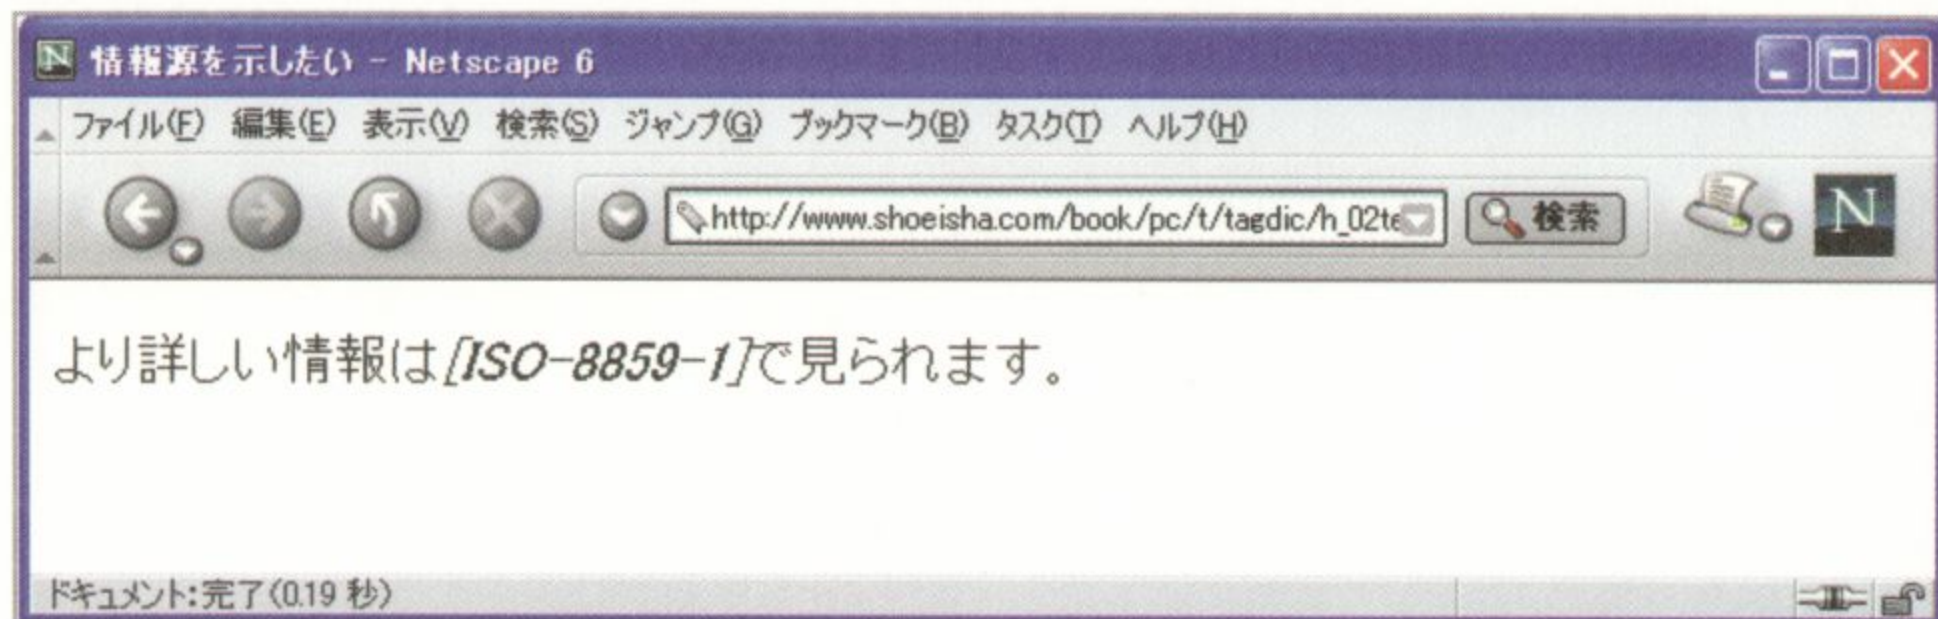 情報源を示したい - Netscape 6
ファイル(F) 編集(E) 表示(V) 検索(S) ジャンプ(G) ブックマーク(B) タスク(T) ヘルプ(H)
http://www.shoeisha.com/book/pc/t/tagdic/h_02te 検索 N
より詳しい情報は[ISO-8859-1]で見られます。
ドキュメント:完了(0.19 秒)